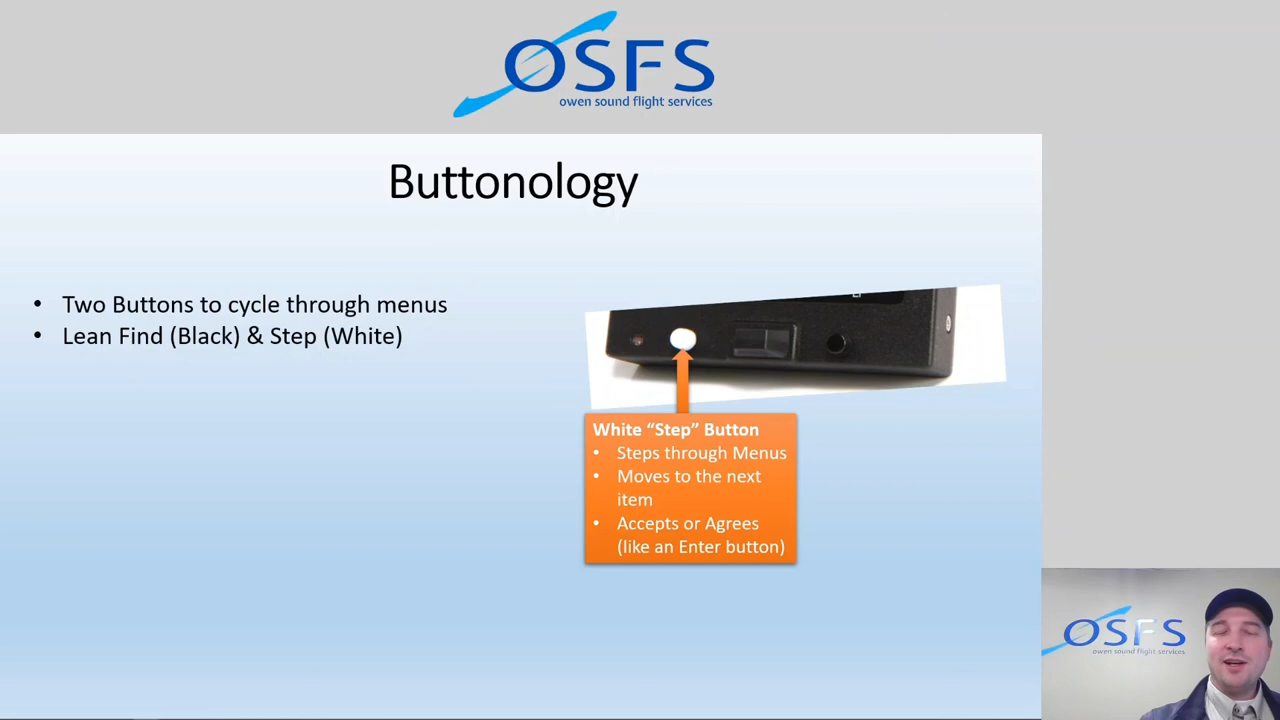 OSFS
owen sound flight services
Buttonology
• Two Buttons to cycle through menus
• Lean Find (Black) & Step (White)
White “Step” Button
• Steps through Menus
• Moves to the next
item
• Accepts or Agrees
(like an Enter button)
OSFS
owen sound flight services